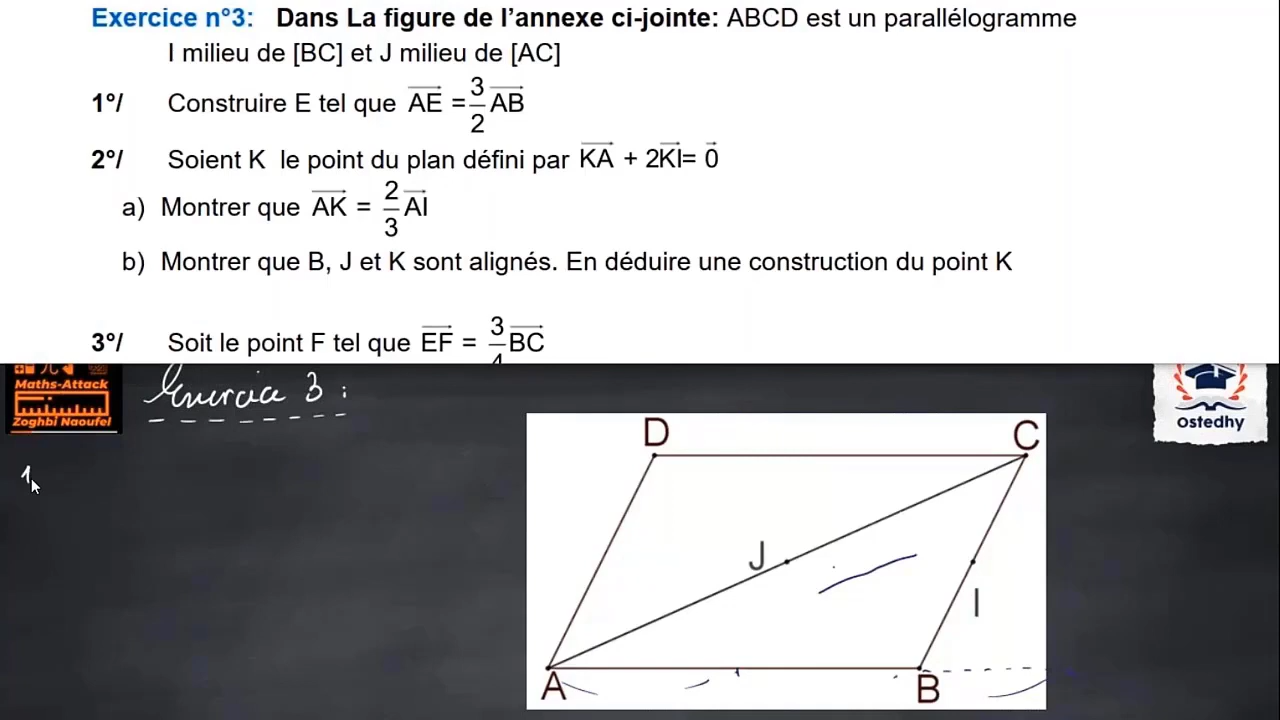 Exercice n°3: Dans La figure de l’annexe ci-jointe: ABCD est un parallélogramme
I milieu de [BC] et J milieu de [AC]
1°/ Construire E tel que AE = 3/2 AB
2°/ Soient K le point du plan défini par KA + 2KI= 0
a) Montrer que AK = 2/3 AI
b) Montrer que B, J et K sont alignés. En déduire une construction du point K
3°/ Soit le point F tel que EF = 3/4 BC
Maths-Attack
Zoghbi Naoufel
Exercice 3 :
ostedhy
1
D
C
J
I
A
B